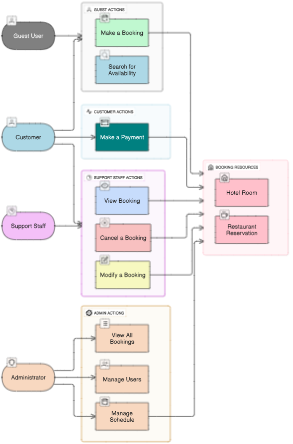 GUEST ACTIONS
Guest User
Make a Booking
Search for
Availability
CUSTOMER ACTIONS
Customer
Make a Payment
BOOKING RESOURCES
Hotel Room
Restaurant
Reservation
SUPPORT STAFF ACTIONS
View Booking
Support Staff
Cancel a Booking
Modify a Booking
ADMIN ACTIONS
View All
Bookings
Administrator
Manage Users
Manage
Schedule